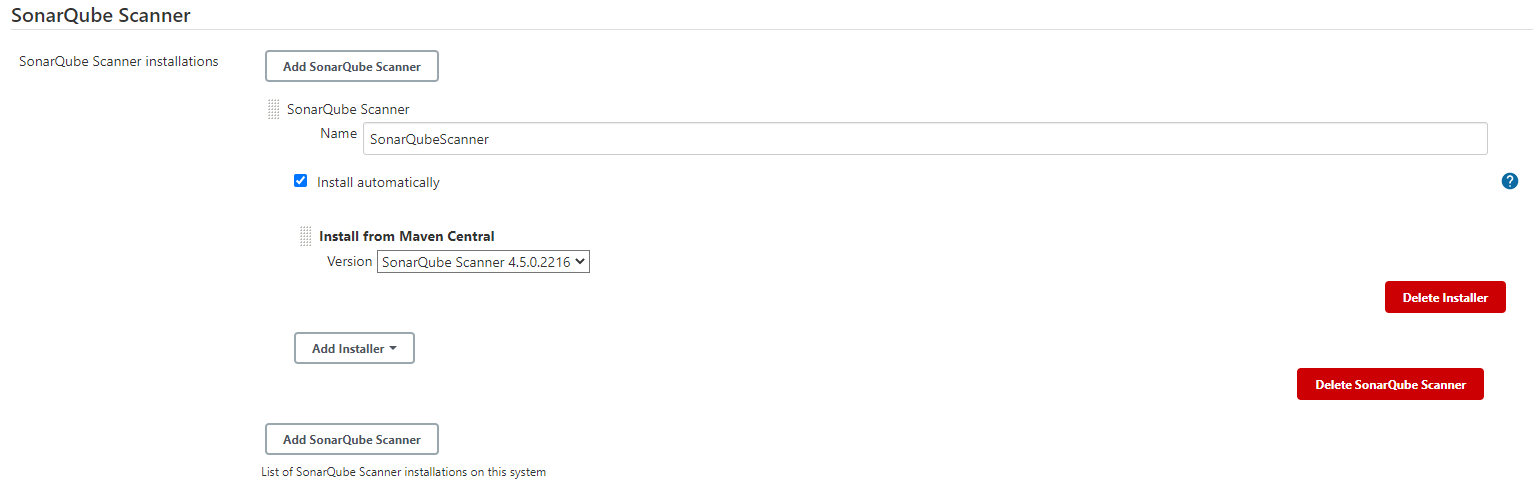 SonarQube Scanner
SonarQube Scanner installations
Add SonarQube Scanner
SonarQube Scanner
Name
SonarQubeScanner
Install automatically
?
Install from Maven Central
Version
SonarQube Scanner 4.5.0.2216
Delete Installer
Add Installer
Delete SonarQube Scanner
Add SonarQube Scanner
List of SonarQube Scanner installations on this system